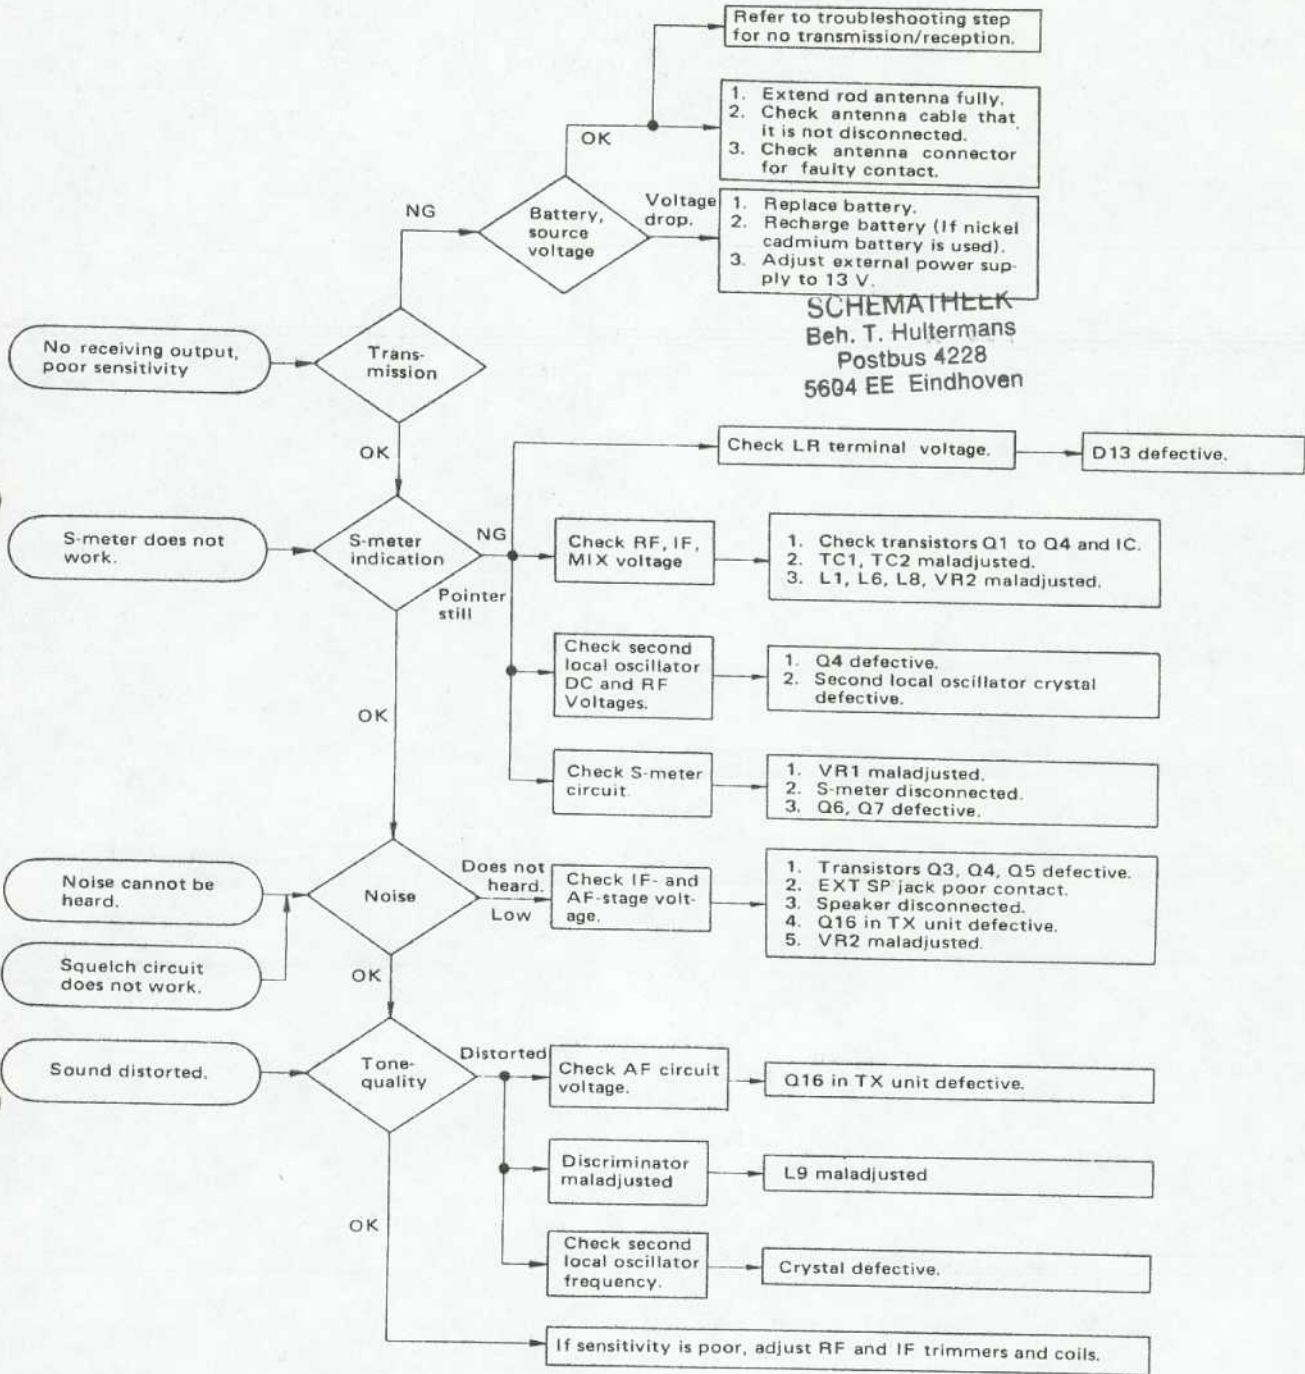 Refer to troubleshooting step
for no transmission/reception.
1. Extend rod antenna fully.
2. Check antenna cable that
it is not disconnected.
3. Check antenna connector
for faulty contact.
OK
NG
Battery,
source
voltage
Voltage
drop.
1. Replace battery.
2. Recharge battery (If nickel
cadmium battery is used).
3. Adjust external power sup-
ply to 13 V.
SCHEMATHEEK
Beh. T. Hultermans
Postbus 4228
5604 EE Eindhoven
No receiving output,
poor sensitivity
Trans-
mission
OK
Check LR terminal voltage.
D13 defective.
S-meter does not
work.
S-meter
indication
NG
Pointer
still
Check RF, IF,
MIX voltage
1. Check transistors Q1 to Q4 and IC.
2. TC1, TC2 maladjusted.
3. L1, L6, L8, VR2 maladjusted.
Check second
local oscillator
DC and RF
Voltages.
1. Q4 defective.
2. Second local oscillator crystal
defective.
OK
Check S-meter
circuit
1. VR1 maladjusted.
2. S-meter disconnected.
3. Q6, Q7 defective.
Noise cannot be
heard.
Noise
Does not
heard.
Low
Check IF- and
AF-stage volt-
age.
1. Transistors Q3, Q4, Q5 defective.
2. EXT SP jack poor contact.
3. Speaker disconnected.
4. Q16 in TX unit defective.
5. VR2 maladjusted.
Squelch circuit
does not work.
OK
Sound distorted.
Tone-
quality
Distorted
Check AF circuit
voltage.
Q16 in TX unit defective.
Discriminator
maladjusted
L9 maladjusted
OK
Check second
local oscillator
frequency.
Crystal defective.
If sensitivity is poor, adjust RF and IF trimmers and coils.